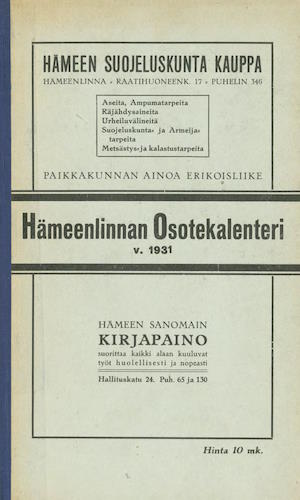 HÄMEEN SUOJELUSKUNTA KAUPPA
HÄMEENLINNA - RAATIHUONEENK. 17 - PUHELIN 346
Aseita, Ampumatarpeita
Räjähdysaineita
Urheiluvälineitä
Suojeluskunta- ja Armeija-
tarpeita
Metsästys- ja kalastustarpeita
PAIKKAKUNNAN AINOA ERIKOISLIIKE
Hämeenlinnan Osotekalenteri
v. 1931
HÄMEEN SANOMAIN
KIRJAPAINO
suorittaa kaikki alaan kuuluvat
työt huolellisesti ja nopeasti
Hallituskatu 24. Puh. 65 ja 130
Hinta 10 mk.